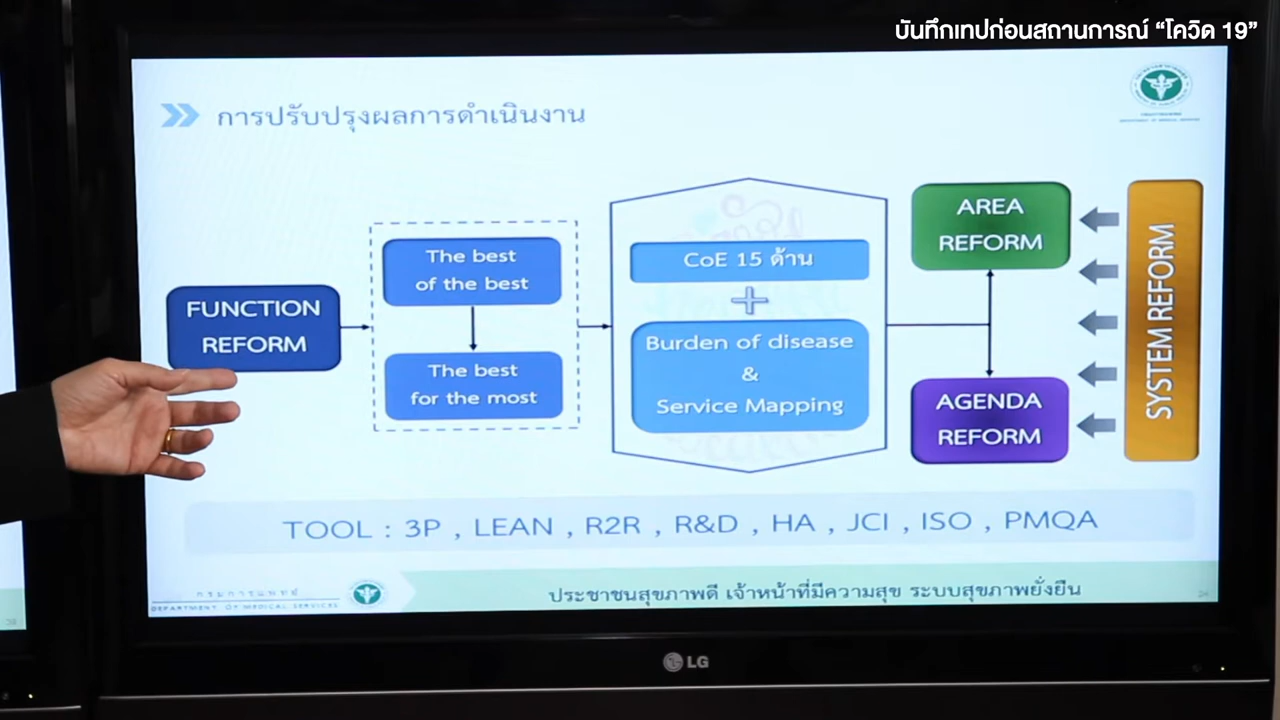 บันทึกเทปก่อนสถานการณ์ “โควิด 19”
การปรับปรุงผลการดำเนินงาน
FUNCTION
REFORM
The best
of the best
The best
for the most
CoE 15 ด้าน
+
Burden of disease
&
Service Mapping
AREA
REFORM
AGENDA
REFORM
SYSTEM REFORM
TOOL : 3P , LEAN , R2R , R&D , HA , JCI , ISO , PMQA
กรมการแพทย์
DEPARTMENT OF MEDICAL SERVICES
ประชาชนสุขภาพดี เจ้าหน้าที่มีความสุข ระบบสุขภาพยั่งยืน
24
LG